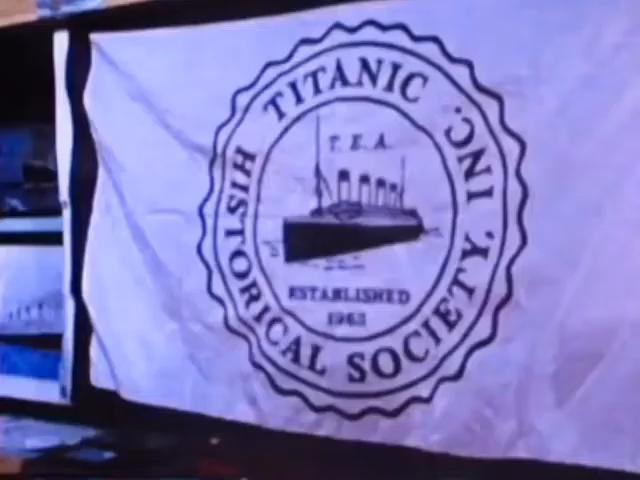 TITANIC
HISTORICAL SOCIETY, INC.
T.E.A.
ESTABLISHED
1963